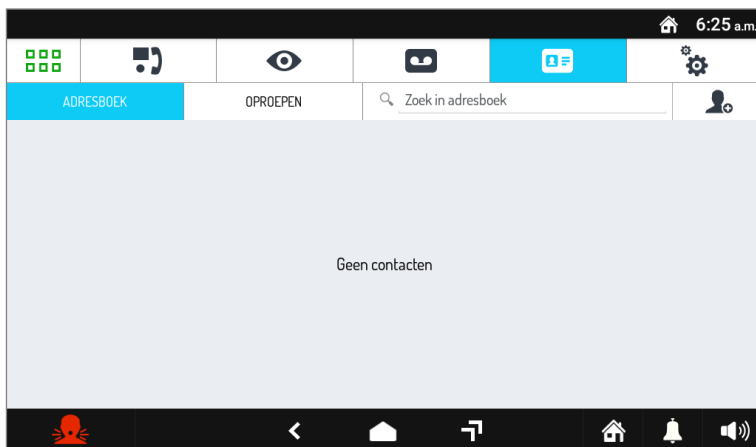 6:25 a.m.
ADRESBOEK
OPROEPEN
Zoek in adresboek
Geen contacten